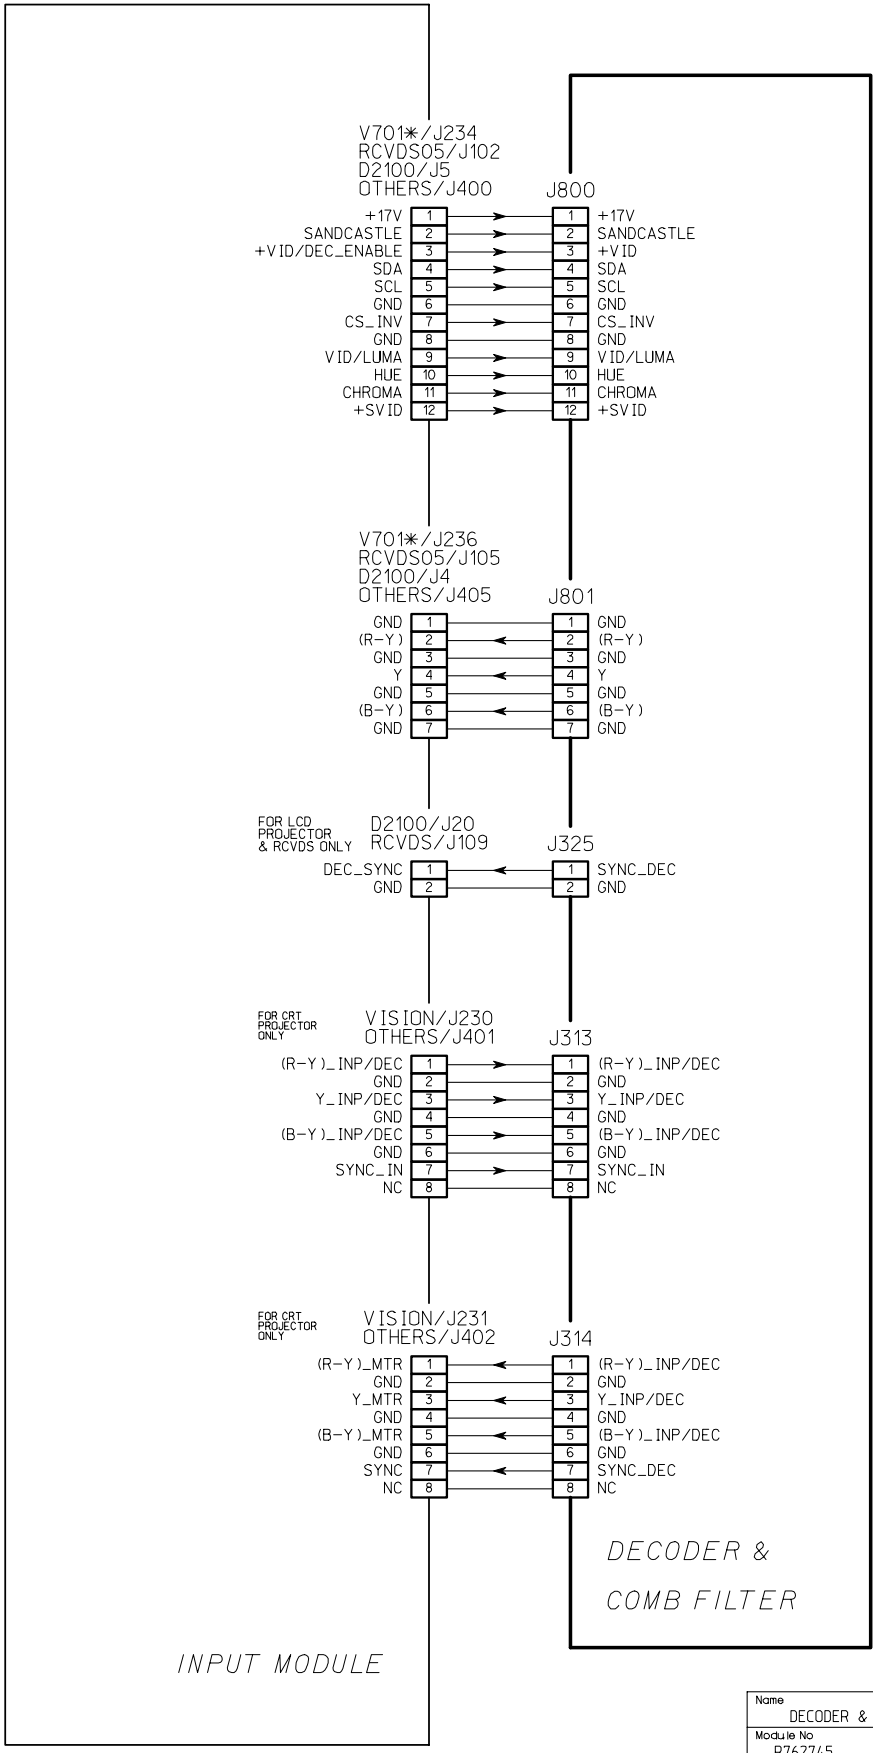 V701*/J234
RCVDS05/J102
D2100/J5
OTHERS/J400 J800
+17V 1 1 +17V
SANDCASTLE 2 2 SANDCASTLE
+VID/DEC_ENABLE 3 3 +VID
SDA 4 4 SDA
SCL 5 5 SCL
GND 6 6 GND
CS_INV 7 7 CS_INV
GND 8 8 GND
VID/LUMA 9 9 VID/LUMA
HUE 10 10 HUE
CHROMA 11 11 CHROMA
+SVID 12 12 +SVID
V701*/J236
RCVDS05/J105
D2100/J4
OTHERS/J405 J801
GND 1 1 GND
(R-Y) 2 2 (R-Y)
GND 3 3 GND
Y 4 4 Y
GND 5 5 GND
(B-Y) 6 6 (B-Y)
GND 7 7 GND
FOR LCD
PROJECTOR
& RCVDS ONLY
D2100/J20
RCVDS/J109 J325
DEC_SYNC 1 1 SYNC_DEC
GND 2 2 GND
FOR CRT
PROJECTOR
ONLY
VISION/J230
OTHERS/J401 J313
(R-Y)_INP/DEC 1 1 (R-Y)_INP/DEC
GND 2 2 GND
Y_INP/DEC 3 3 Y_INP/DEC
GND 4 4 GND
(B-Y)_INP/DEC 5 5 (B-Y)_INP/DEC
GND 6 6 GND
SYNC_IN 7 7 SYNC_IN
NC 8 8 NC
FOR CRT
PROJECTOR
ONLY
VISION/J231
OTHERS/J402 J314
(R-Y)_MTR 1 1 (R-Y)_INP/DEC
GND 2 2 GND
Y_MTR 3 3 Y_INP/DEC
GND 4 4 GND
(B-Y)_MTR 5 5 (B-Y)_INP/DEC
GND 6 6 GND
SYNC 7 7 SYNC_DEC
NC 8 8 NC
DECODER &
COMB FILTER
INPUT MODULE
Name
DECODER &
Module No
R762745